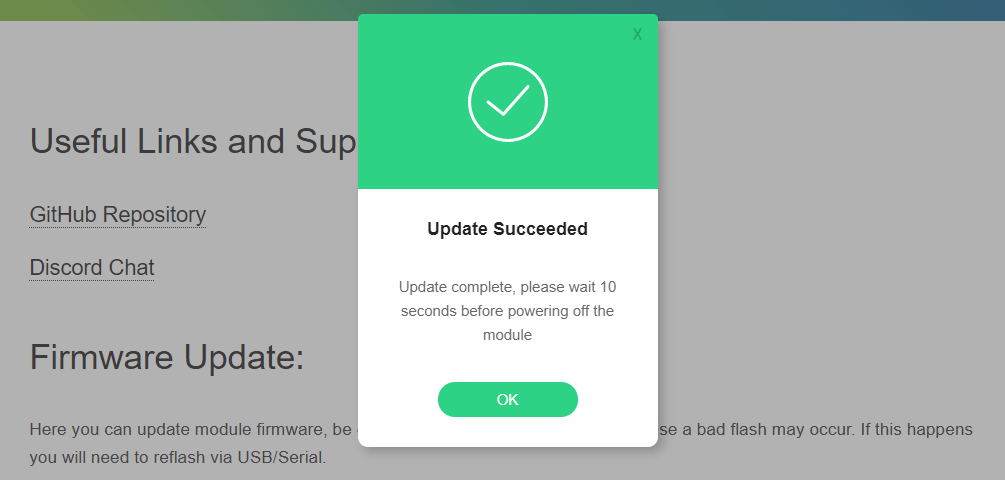 X
Useful Links and Sup
GitHub Repository
Discord Chat
Update Succeeded
Update complete, please wait 10
seconds before powering off the
module
OK
Firmware Update:
Here you can update module firmware, be se a bad flash may occur. If this happens
you will need to reflash via USB/Serial.